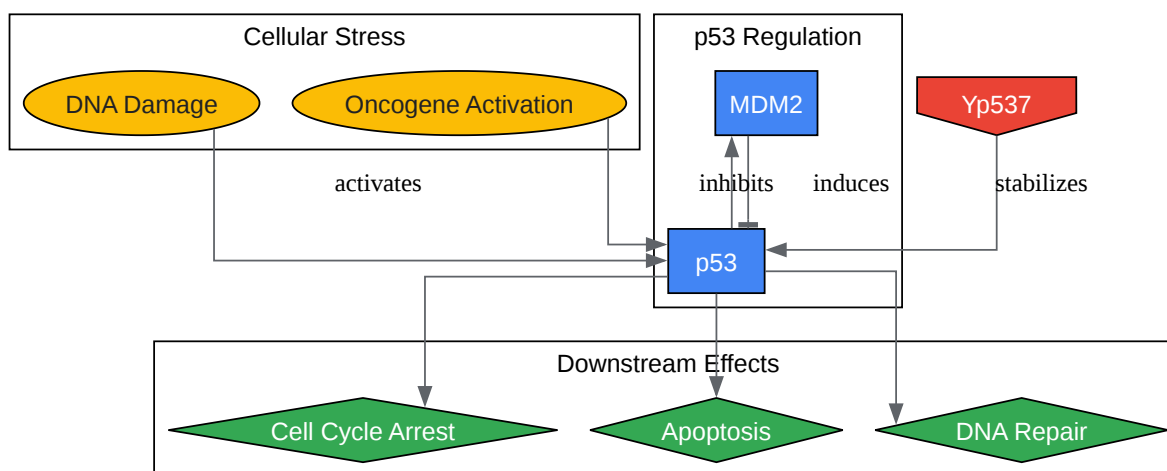 Cellular Stress
p53 Regulation
DNA Damage
Oncogene Activation
MDM2
Yp537
activates
inhibits
induces
stabilizes
p53
Downstream Effects
Cell Cycle Arrest
Apoptosis
DNA Repair